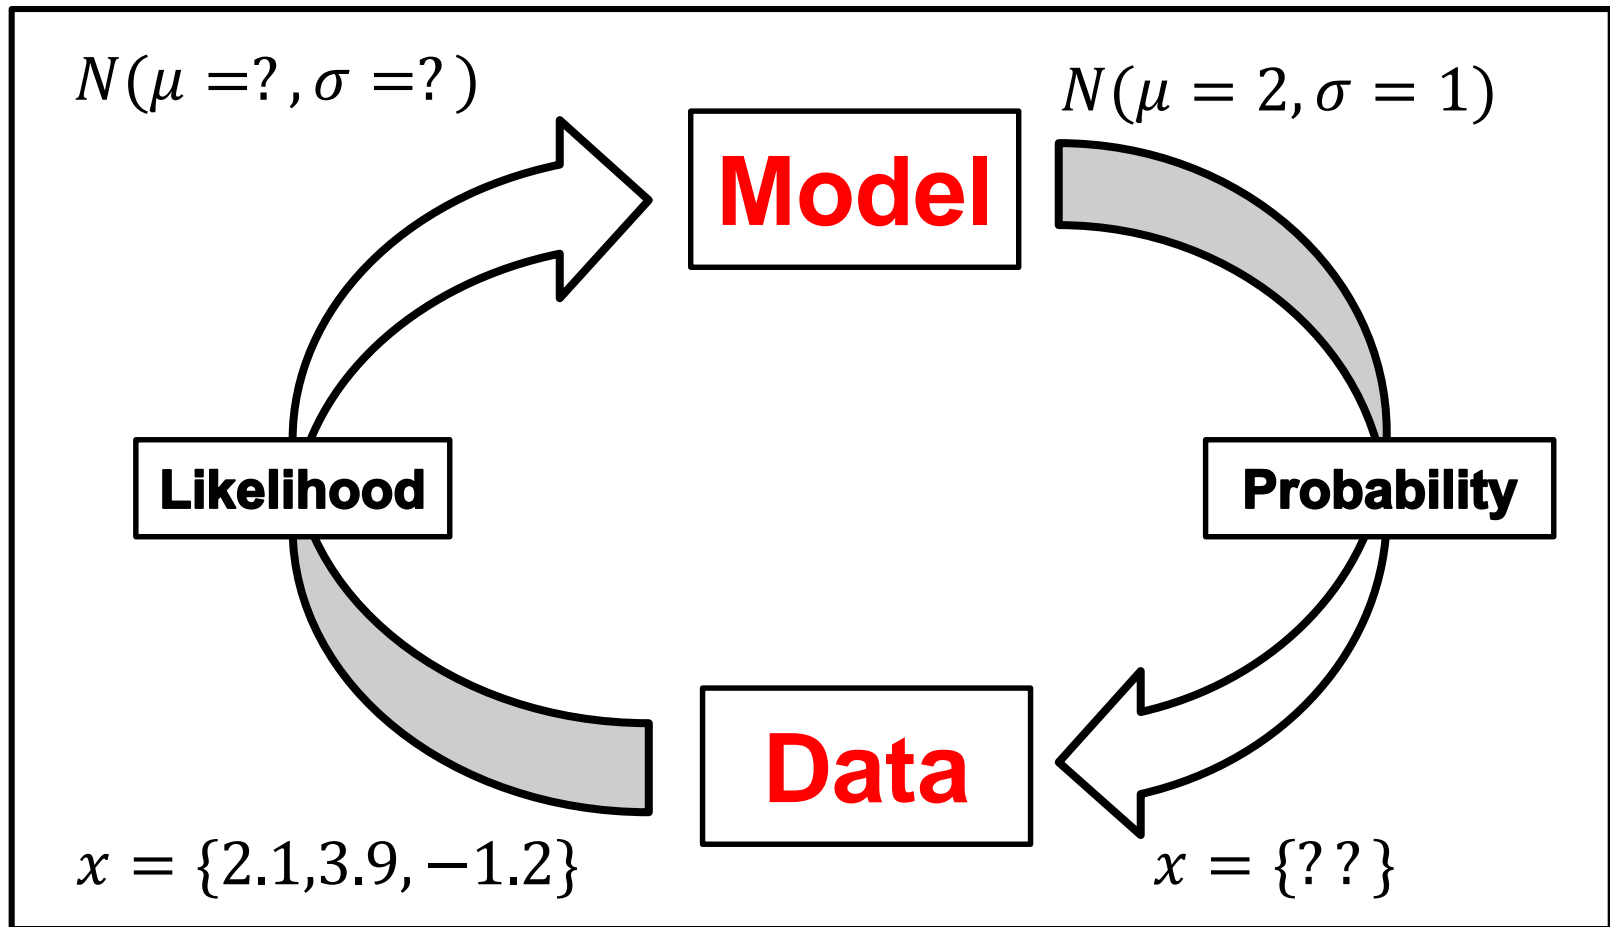 N(μ =?, σ =?)
N(μ = 2, σ = 1)
Model
Likelihood
Probability
Data
x = {2.1,3.9, −1.2}
x = {? ? }